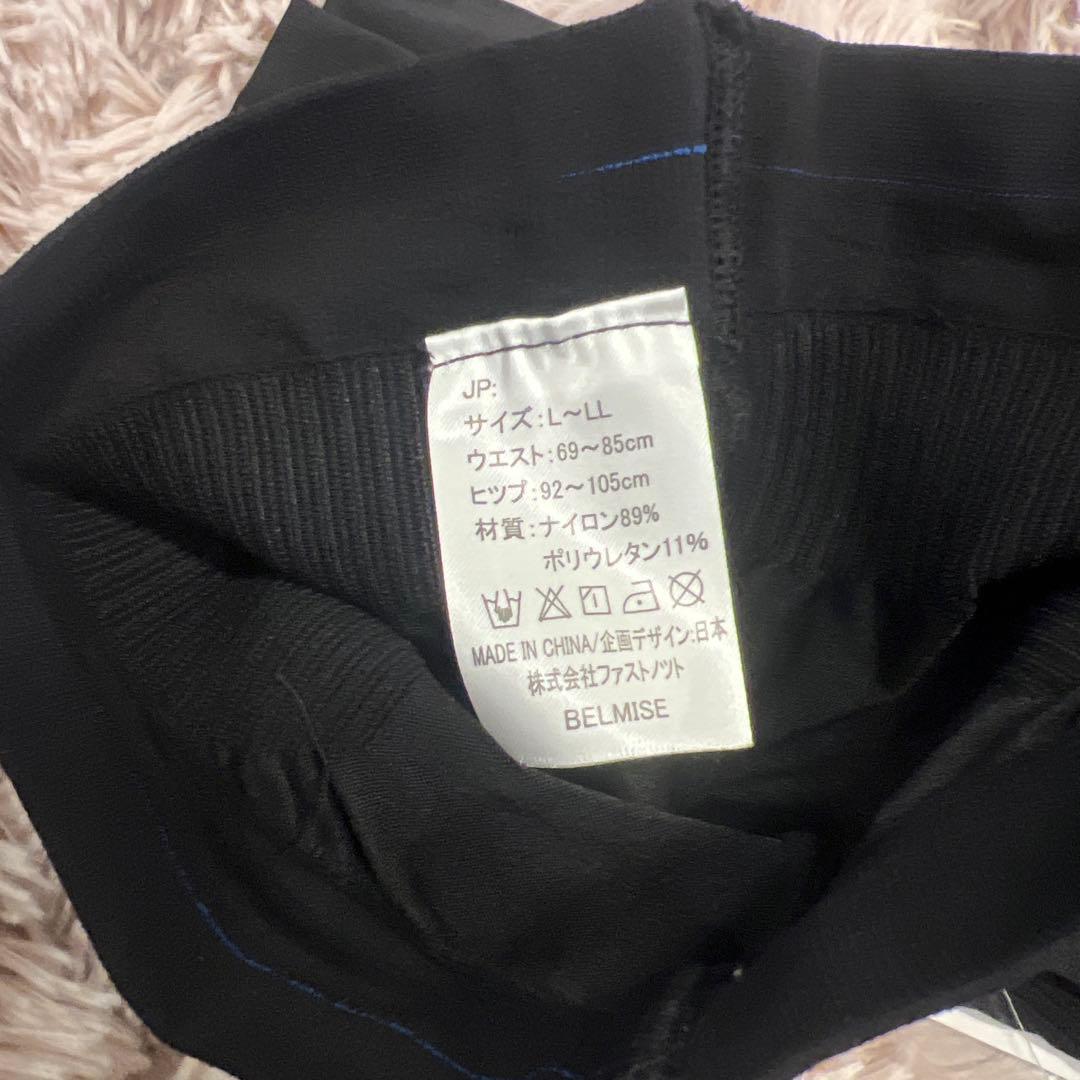 JP:
サイズ:L～LL
ウエスト:69～85cm
ヒツプ:92～105cm
材質:ナイロン89%
ポリウレタン11%
MADE IN CHINA/企画デザイン:日本
株式会社ファストノット
BELMISE